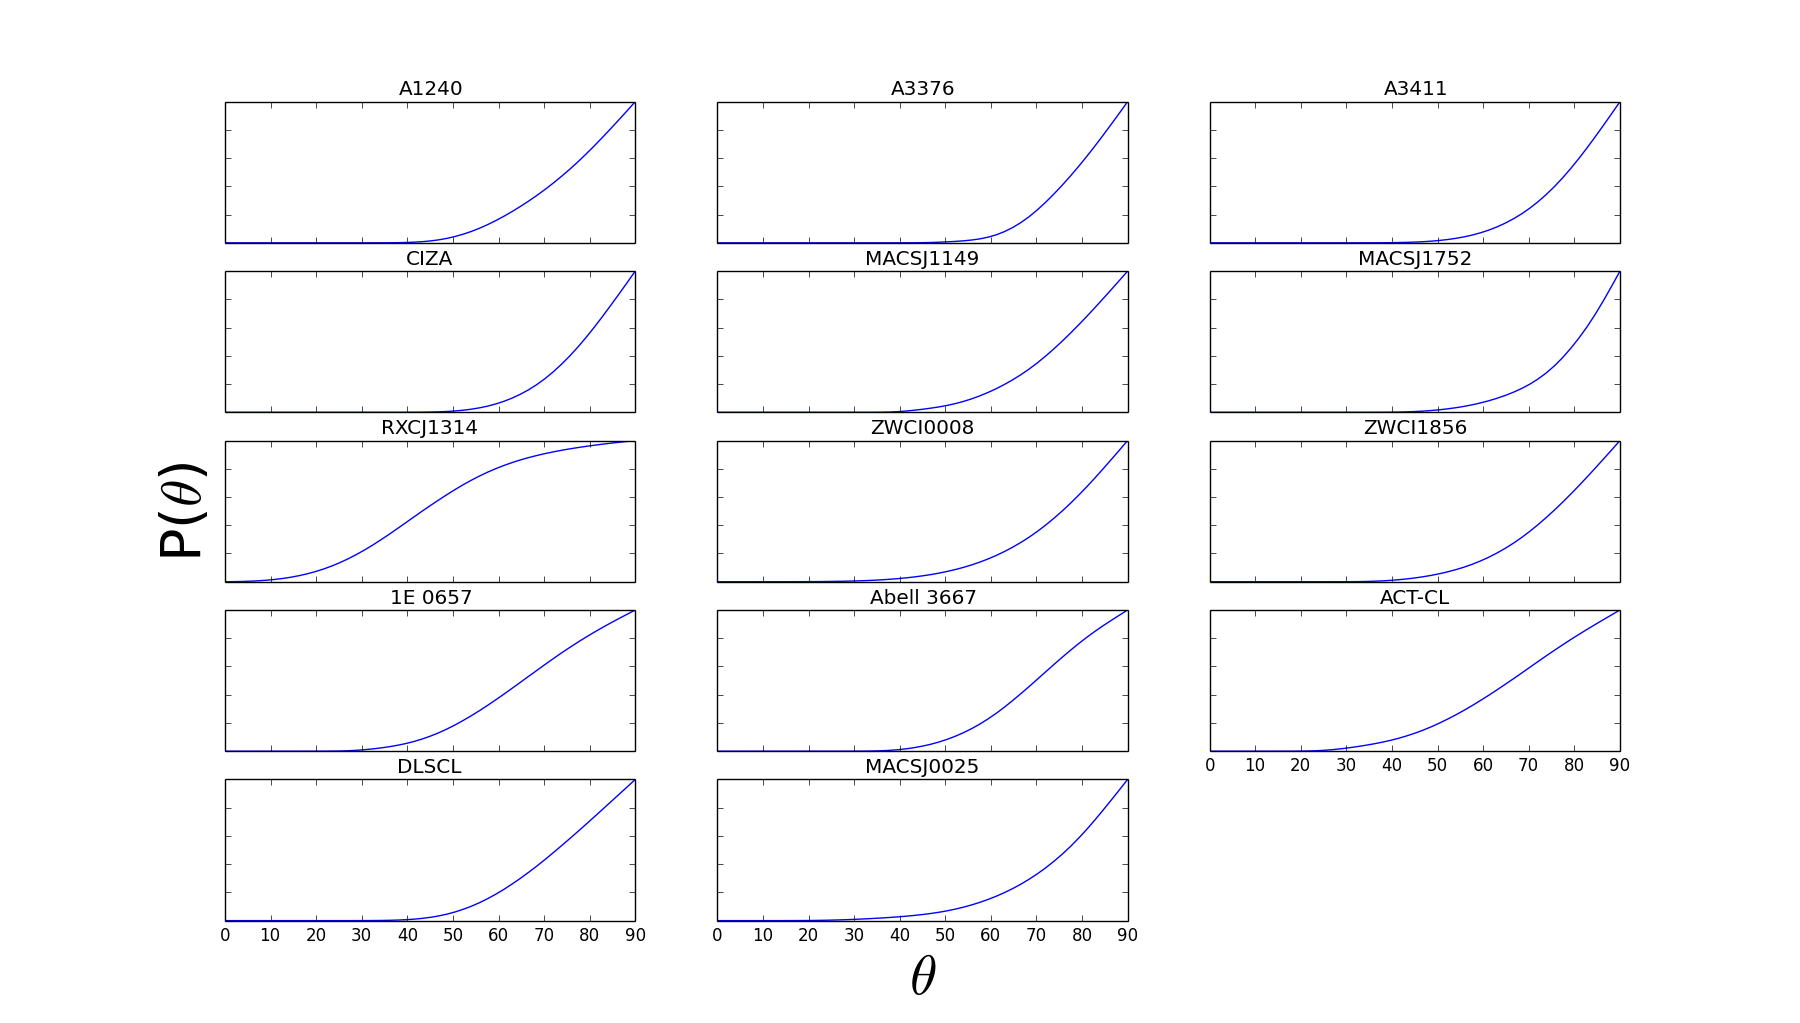 A1240 A3376 A3411
CIZA MACSJ1149 MACSJ1752
RXCJ1314 ZWCI0008 ZWCI1856
P(θ)
1E 0657 Abell 3667 ACT-CL
0 10 20 30 40 50 60 70 80 90
DLSCL MACSJ0025
0 10 20 30 40 50 60 70 80 90 0 10 20 30 40 50 60 70 80 90
θ